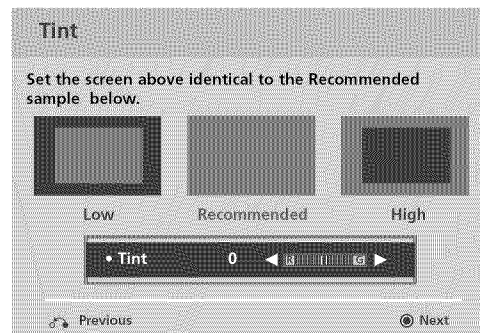 Tint
Set the screen above identical to the Recommended
sample below.
Low Recommended High
• Tint 0 ◀ R G ▶
Previous Next